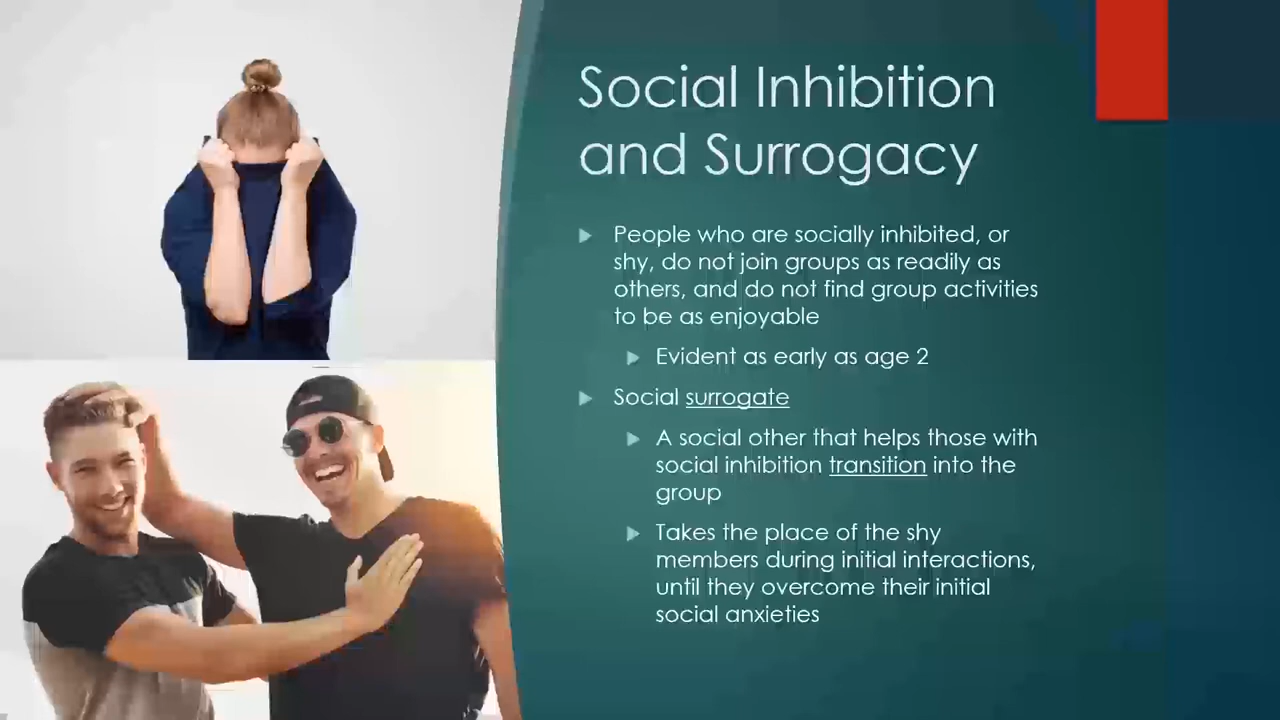 Social Inhibition
and Surrogacy
People who are socially inhibited, or
shy, do not join groups as readily as
others, and do not find group activities
to be as enjoyable
Evident as early as age 2
Social surrogate
A social other that helps those with
social inhibition transition into the
group
Takes the place of the shy
members during initial interactions,
until they overcome their initial
social anxieties